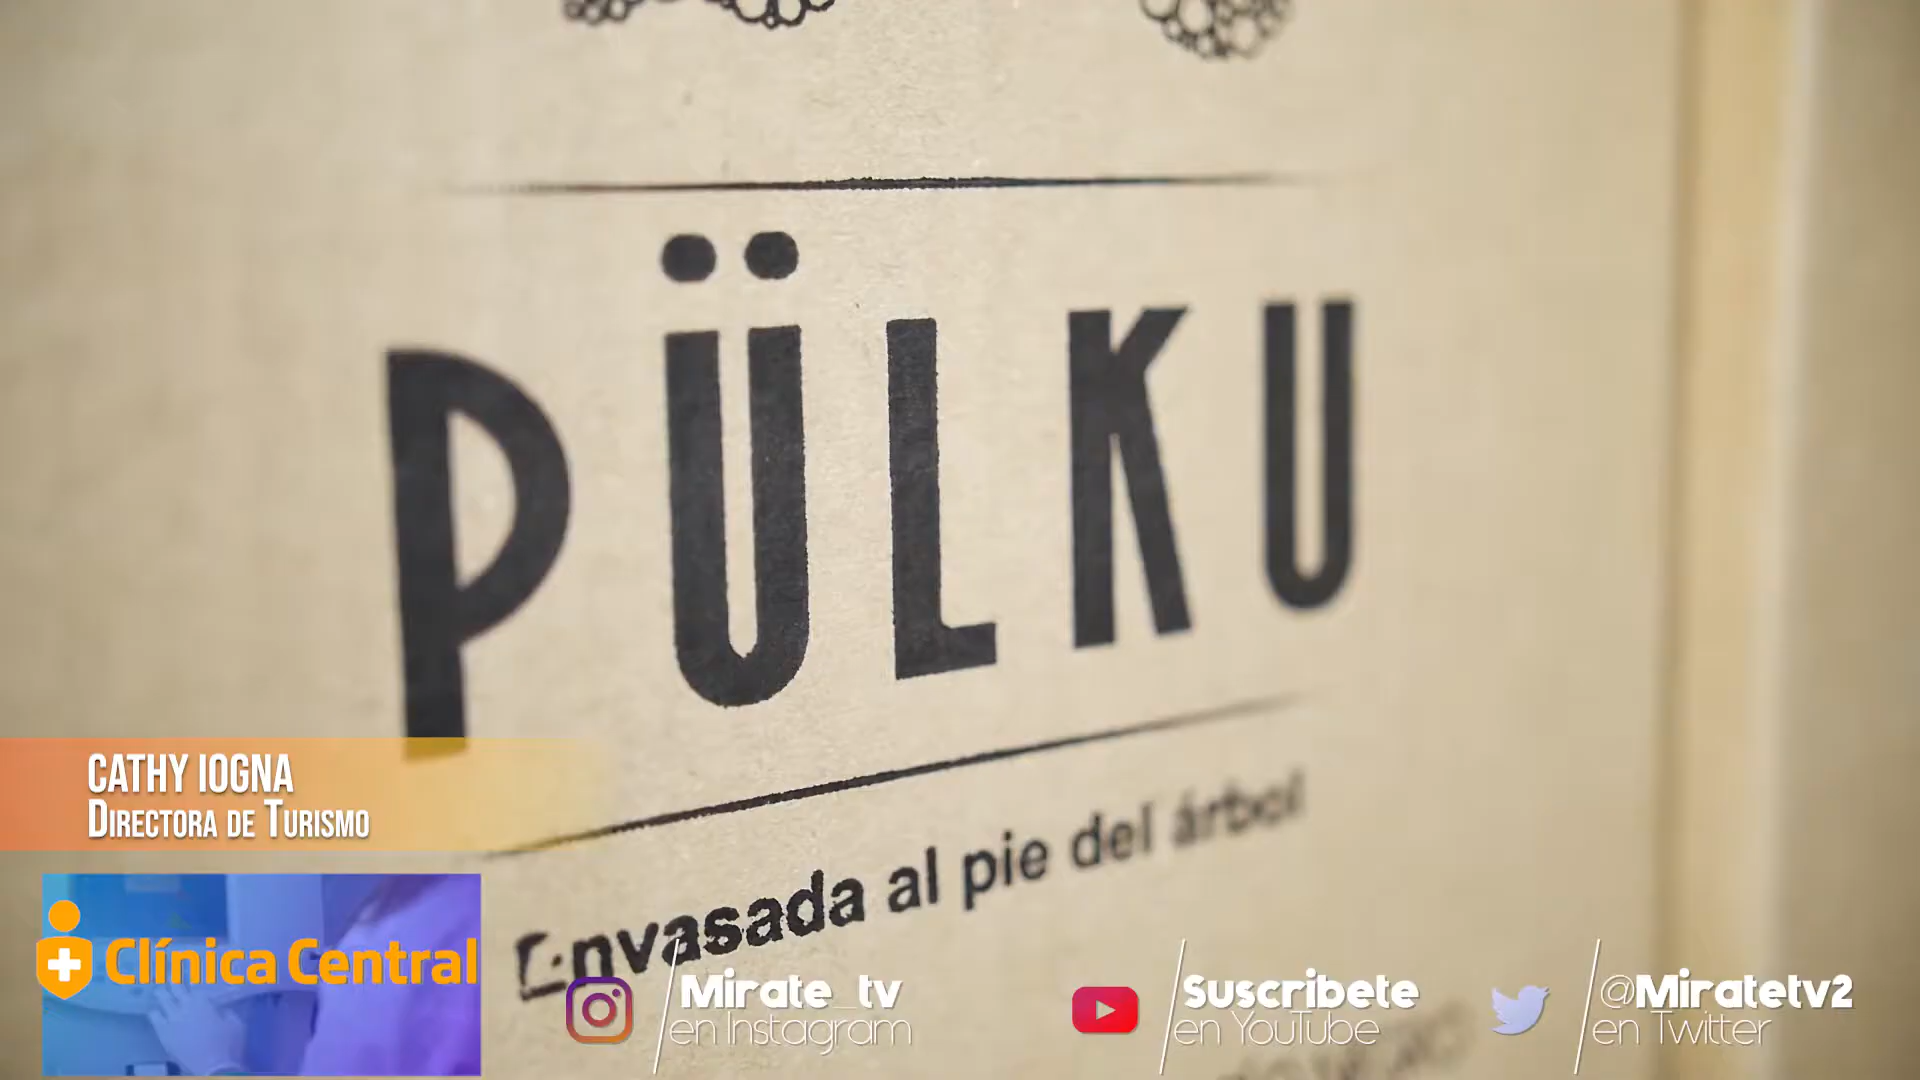 PÜLKU
Envasada al pie del árbol
CATHY IOGNA
DIRECTORA DE TURISMO
Clínica Central
Mirate_tv
en Instagram
Suscribete
en YouTube
@Miratetv2
en Twitter